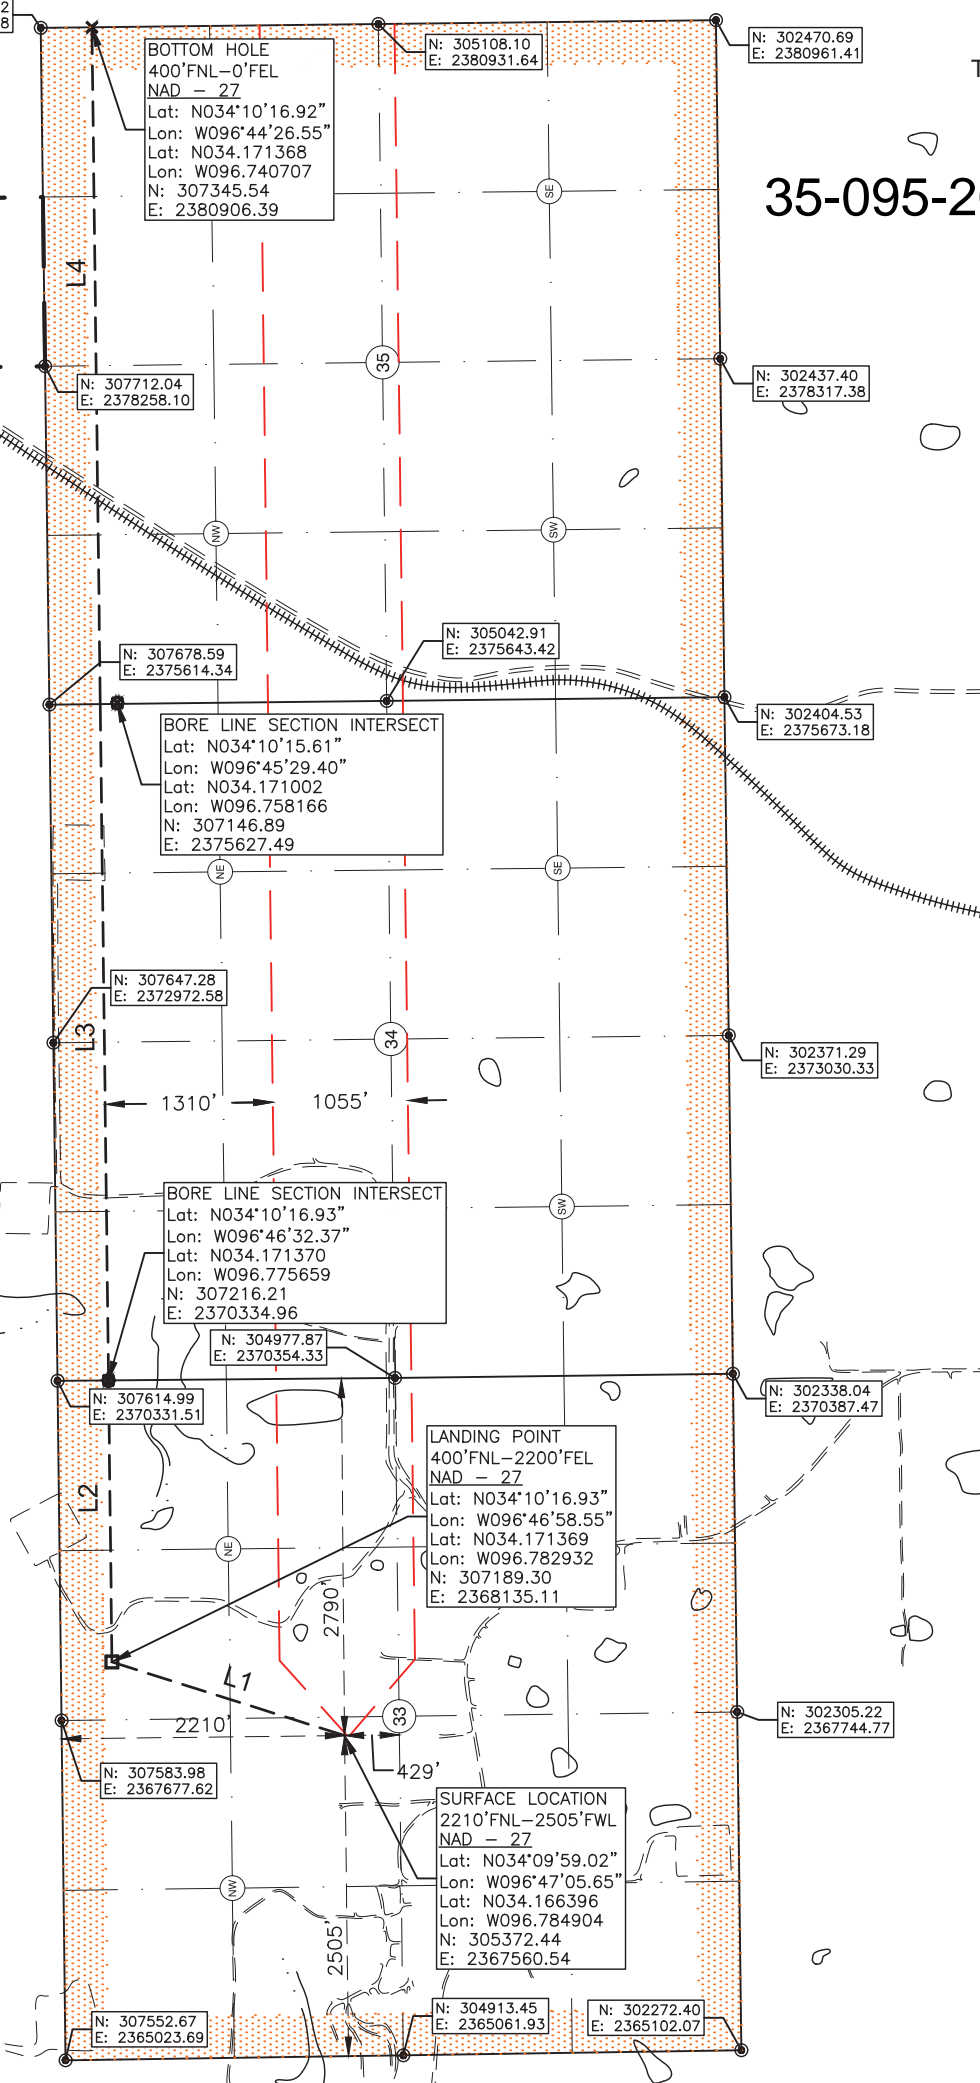 2
8
N: 305108.10
E: 2380931.64
N: 302470.69
E: 2380961.41
BOTTOM HOLE
400'FNL-0'FEL
NAD - 27
Lat: N034°10'16.92"
Lon: W096°44'26.55"
Lat: N034.171368
Lon: W096.740707
N: 307345.54
E: 2380906.39
35-095-2
SE
L4
35
N: 307712.04
E: 2378258.10
N: 302437.40
E: 2378317.38
NW
SW
N: 307678.59
E: 2375614.34
N: 305042.91
E: 2375643.42
N: 302404.53
E: 2375673.18
BORE LINE SECTION INTERSECT
Lat: N034°10'15.61"
Lon: W096°45'29.40"
Lat: N034.171002
Lon: W096.758166
N: 307146.89
E: 2375627.49
NE
SE
N: 307647.28
E: 2372972.58
L3
34
N: 302371.29
E: 2373030.33
1310'
1055'
BORE LINE SECTION INTERSECT
Lat: N034°10'16.93"
Lon: W096°46'32.37"
Lat: N034.171370
Lon: W096.775659
N: 307216.21
E: 2370334.96
SW
N: 304977.87
E: 2370354.33
N: 307614.99
E: 2370331.51
N: 302338.04
E: 2370387.47
LANDING POINT
400'FNL-2200'FEL
NAD - 27
Lat: N034°10'16.93"
Lon: W096°46'58.55"
Lat: N034.171369
Lon: W096.782932
N: 307189.30
E: 2368135.11
L2
NE
2790'
L1
2210'
33
429'
N: 302305.22
E: 2367744.77
N: 307583.98
E: 2367677.62
SURFACE LOCATION
2210'FNL-2505'FWL
NAD - 27
Lat: N034°09'59.02"
Lon: W096°47'05.65"
Lat: N034.166396
Lon: W096.784904
N: 305372.44
E: 2367560.54
NW
2505'
N: 307552.67
E: 2365023.69
N: 304913.45
E: 2365061.93
N: 302272.40
E: 2365102.07